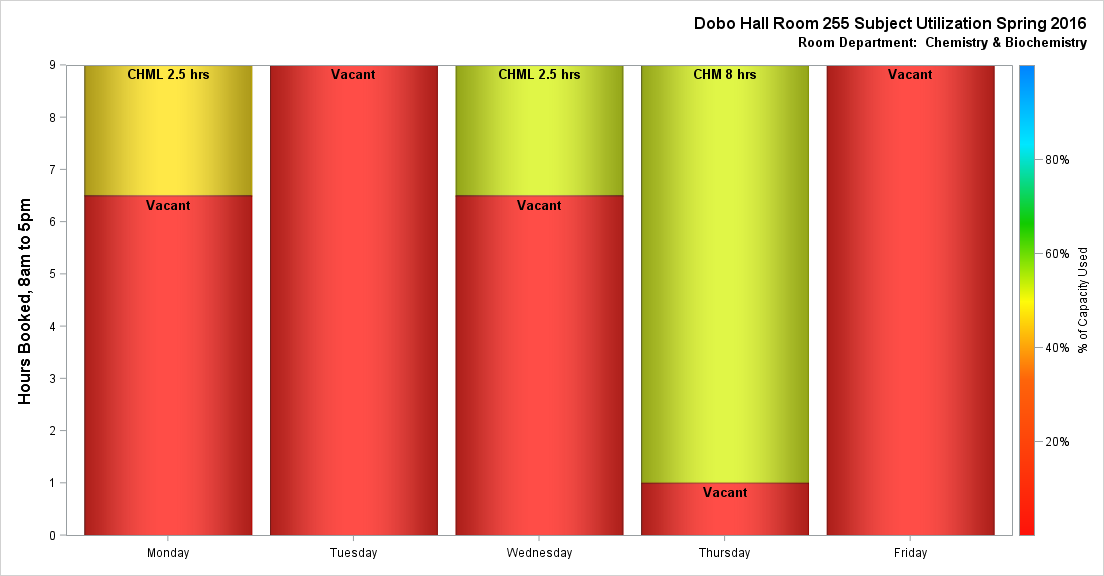 Dobo Hall Room 255 Subject Utilization Spring 2016
Room Department:  Chemistry & Biochemistry
Hours Booked, 8am to 5pm
9
8
7
6
5
4
3
2
1
0
CHML 2.5 hrs
Vacant
Vacant
CHML 2.5 hrs
Vacant
CHM 8 hrs
Vacant
Vacant
Monday
Tuesday
Wednesday
Thursday
Friday
80%
60%
40%
20%
% of Capacity Used